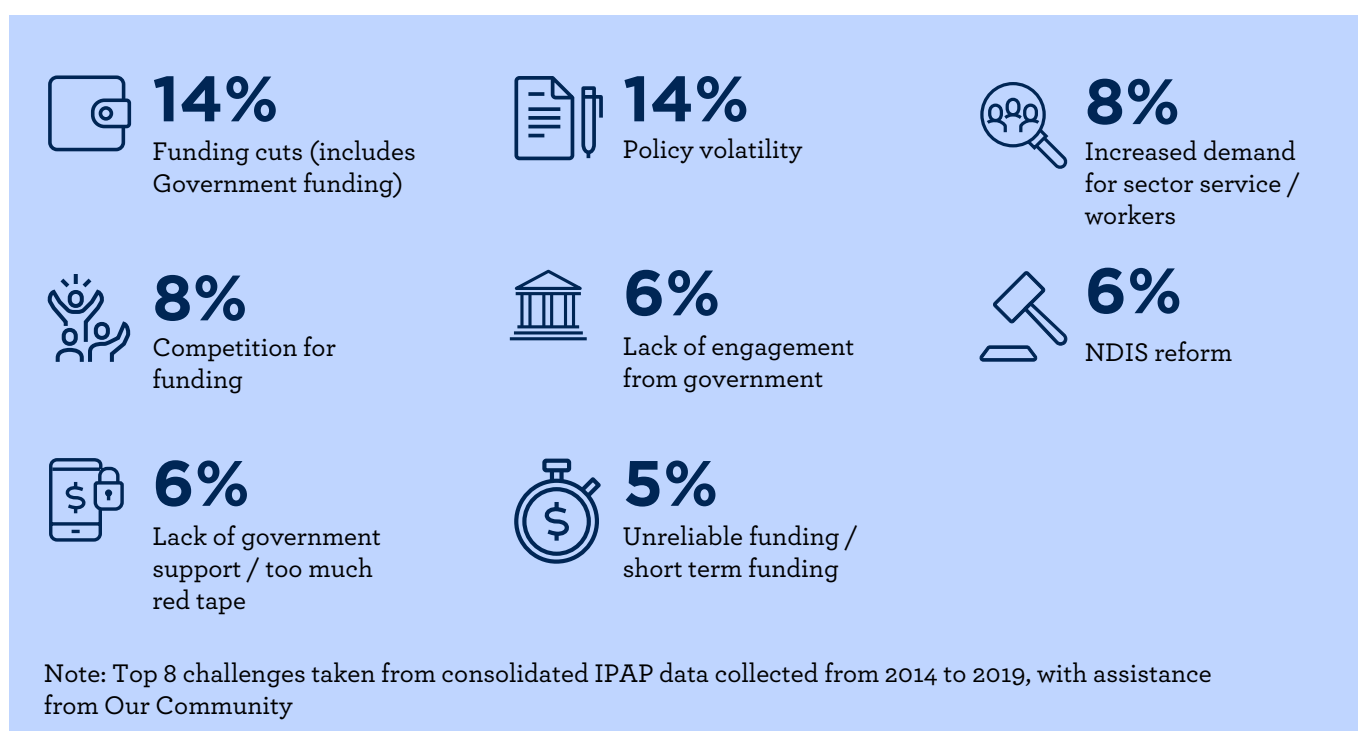 14%
Funding cuts (includes
Government funding)
14%
Policy volatility
8%
Increased demand
for sector service /
workers
8%
Competition for
funding
6%
Lack of engagement
from government
6%
NDIS reform
$
6%
Lack of government
support / too much
red tape
$
5%
Unreliable funding /
short term funding
Note: Top 8 challenges taken from consolidated IPAP data collected from 2014 to 2019, with assistance
from Our Community